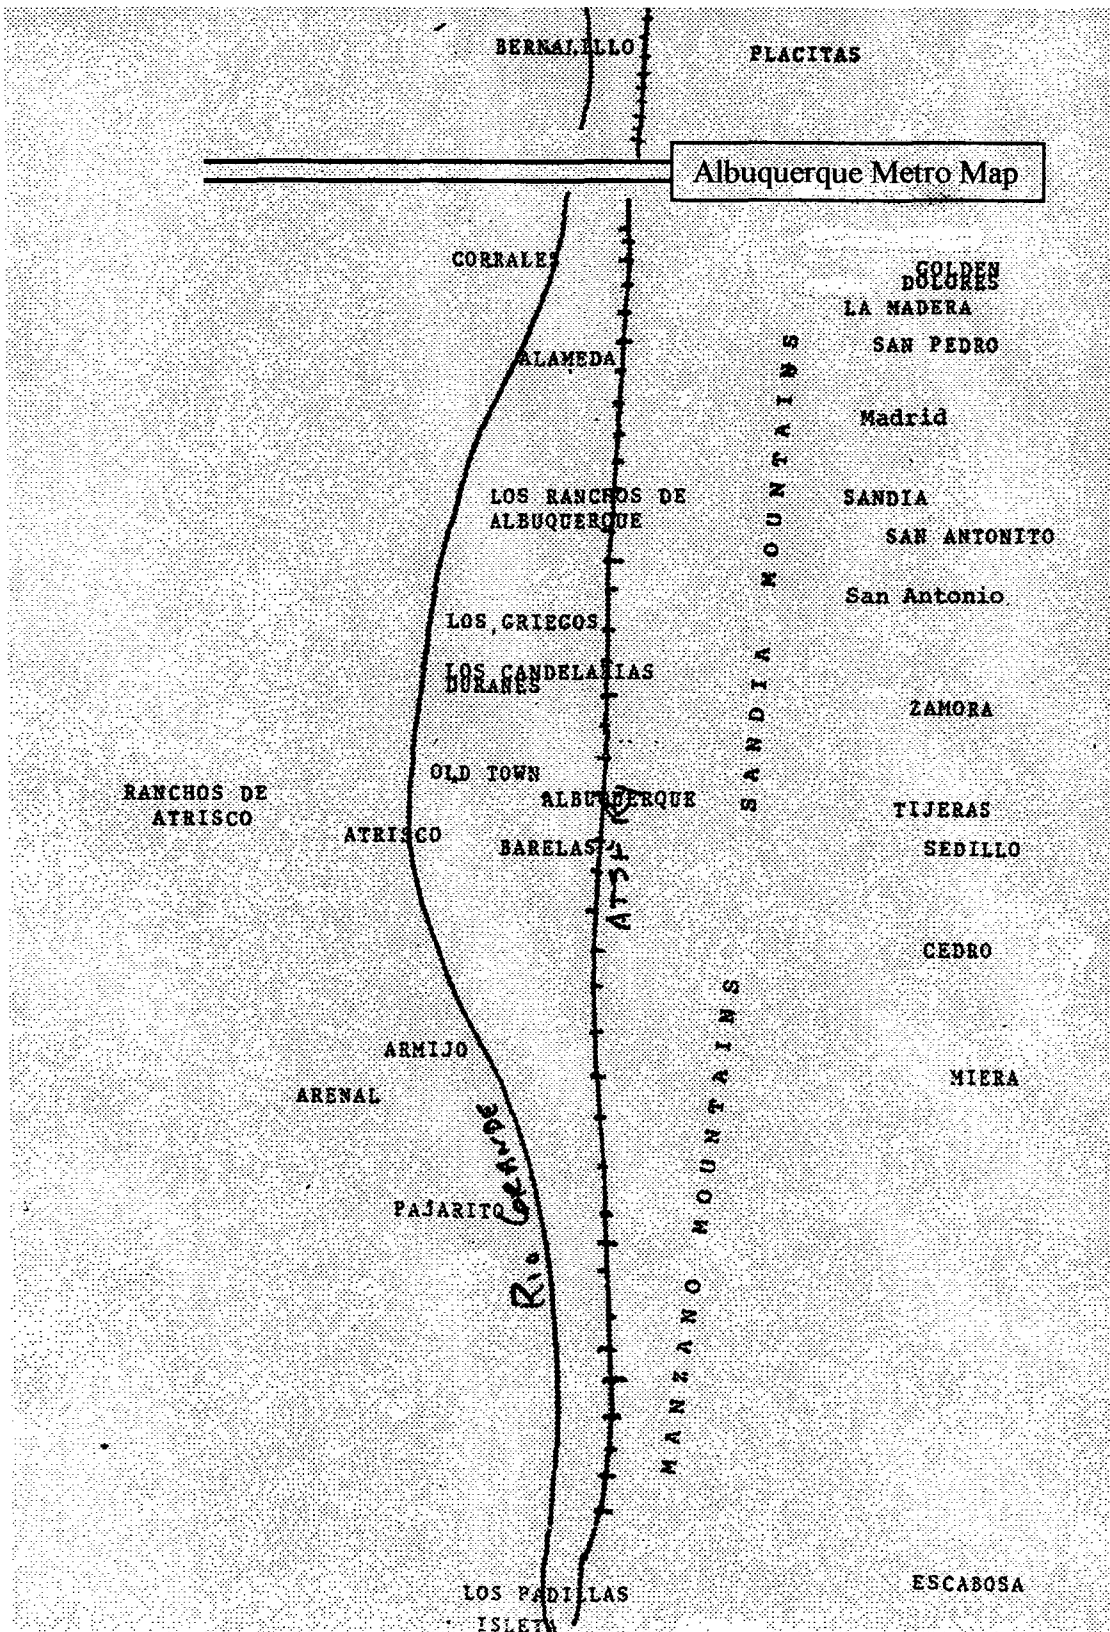 BERNALILLO
PLACITAS
Albuquerque Metro Map
CORRALES
GOLDEN
DOLORES
LA MADERA
SAN PEDRO
ALAMEDA
Madrid
LOS RANCHOS DE
ALBUQUERQUE
SANDIA
SAN ANTONITO
San Antonio
LOS GRIEGOS
LOS CANDELARIAS
DURANES
ZAMORA
SANDIA MOUNTAINS
OLD TOWN
RANCHOS DE
ATRISCO
ALBUQUERQUE
TIJERAS
ATRISCO
BARELAS
SEDILLO
AT&SF RY
CEDRO
ARMIJO
MIERA
ARENAL
MANZANO MOUNTAINS
PAJARITO
Rio GRANDE
LOS PADILLAS
ESCABOSA
ISLETA